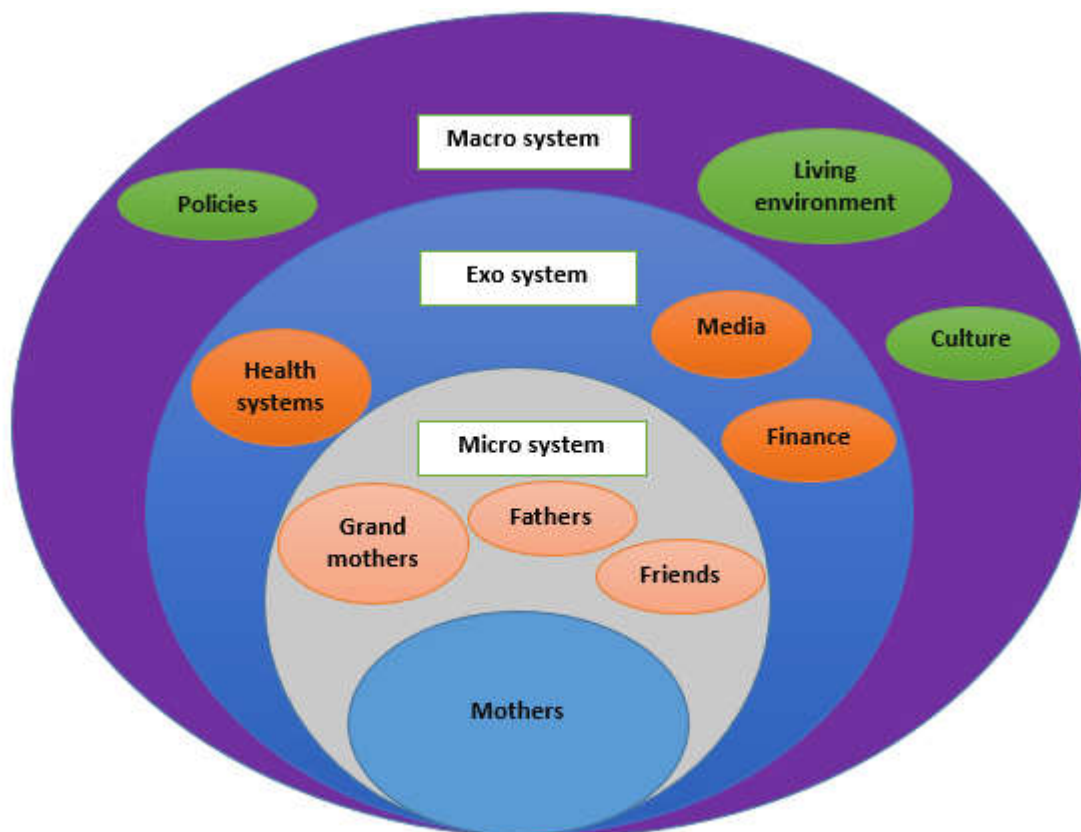 Macro system
Living
environment
Policies
Exo system
Media
Culture
Health
systems
Finance
Micro system
Fathers
Grand
mothers
Friends
Mothers